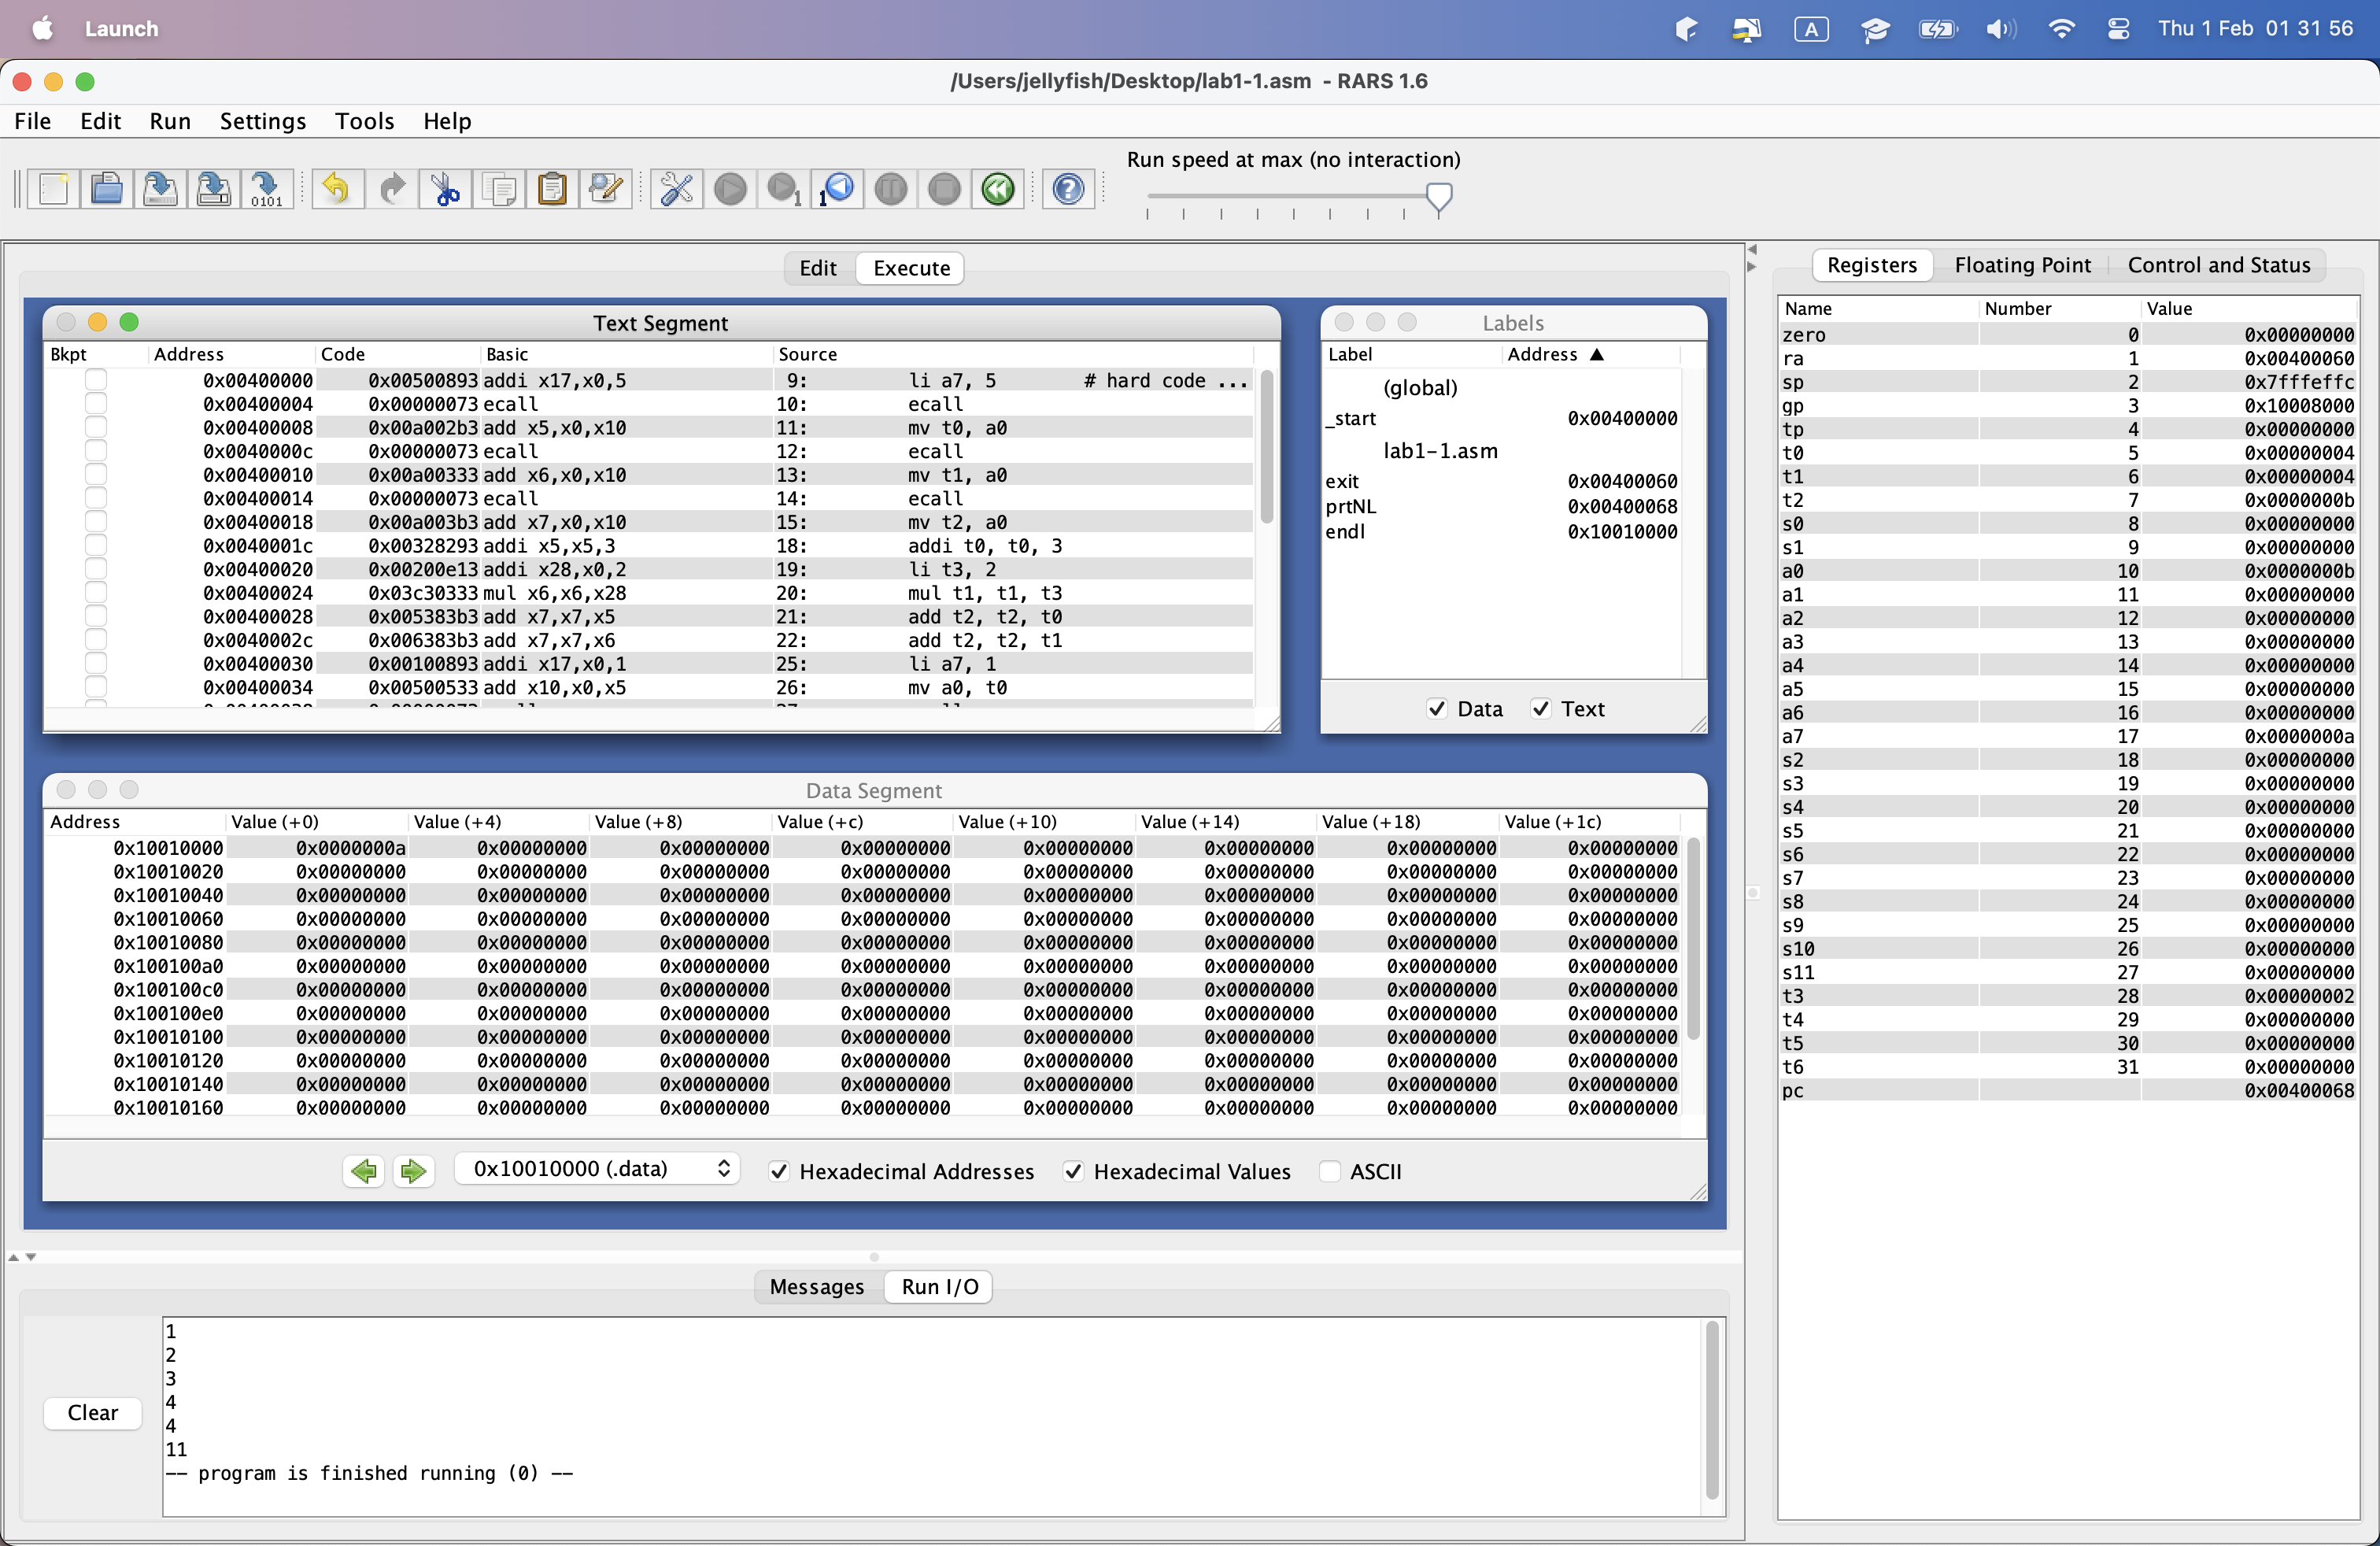 Launch
A
Thu 1 Feb 01 31 56
/Users/jellyfish/Desktop/lab1-1.asm - RARS 1.6
File Edit Run Settings Tools Help
Run speed at max (no interaction)
0101
1
1
Edit Execute
Text Segment
Bkpt Address Code Basic Source
0x00400000 0x00500893 addi x17,x0,5 9: li a7, 5 # hard code ...
0x00400004 0x00000073 ecall 10: ecall
0x00400008 0x00a002b3 add x5,x0,x10 11: mv t0, a0
0x0040000c 0x00000073 ecall 12: ecall
0x00400010 0x00a00333 add x6,x0,x10 13: mv t1, a0
0x00400014 0x00000073 ecall 14: ecall
0x00400018 0x00a003b3 add x7,x0,x10 15: mv t2, a0
0x0040001c 0x00328293 addi x5,x5,3 18: addi t0, t0, 3
0x00400020 0x00200e13 addi x28,x0,2 19: li t3, 2
0x00400024 0x03c30333 mul x6,x6,x28 20: mul t1, t1, t3
0x00400028 0x005383b3 add x7,x7,x5 21: add t2, t2, t0
0x0040002c 0x006383b3 add x7,x7,x6 22: add t2, t2, t1
0x00400030 0x00100893 addi x17,x0,1 25: li a7, 1
0x00400034 0x00500533 add x10,x0,x5 26: mv a0, t0
Labels
Label Address ▲
(global)
_start 0x00400000
lab1-1.asm
exit 0x00400060
prtNL 0x00400068
endl 0x10010000
Data Text
Data Segment
Address Value (+0) Value (+4) Value (+8) Value (+c) Value (+10) Value (+14) Value (+18) Value (+1c)
0x10010000 0x0000000a 0x00000000 0x00000000 0x00000000 0x00000000 0x00000000 0x00000000 0x00000000
0x10010020 0x00000000 0x00000000 0x00000000 0x00000000 0x00000000 0x00000000 0x00000000 0x00000000
0x10010040 0x00000000 0x00000000 0x00000000 0x00000000 0x00000000 0x00000000 0x00000000 0x00000000
0x10010060 0x00000000 0x00000000 0x00000000 0x00000000 0x00000000 0x00000000 0x00000000 0x00000000
0x10010080 0x00000000 0x00000000 0x00000000 0x00000000 0x00000000 0x00000000 0x00000000 0x00000000
0x100100a0 0x00000000 0x00000000 0x00000000 0x00000000 0x00000000 0x00000000 0x00000000 0x00000000
0x100100c0 0x00000000 0x00000000 0x00000000 0x00000000 0x00000000 0x00000000 0x00000000 0x00000000
0x100100e0 0x00000000 0x00000000 0x00000000 0x00000000 0x00000000 0x00000000 0x00000000 0x00000000
0x10010100 0x00000000 0x00000000 0x00000000 0x00000000 0x00000000 0x00000000 0x00000000 0x00000000
0x10010120 0x00000000 0x00000000 0x00000000 0x00000000 0x00000000 0x00000000 0x00000000 0x00000000
0x10010140 0x00000000 0x00000000 0x00000000 0x00000000 0x00000000 0x00000000 0x00000000 0x00000000
0x10010160 0x00000000 0x00000000 0x00000000 0x00000000 0x00000000 0x00000000 0x00000000 0x00000000
0x10010000 (.data) Hexadecimal Addresses Hexadecimal Values ASCII
Messages Run I/O
Clear
1
2
3
4
4
11
-- program is finished running (0) --
Registers Floating Point Control and Status
Name Number Value
zero 0 0x00000000
ra 1 0x00400060
sp 2 0x7fffeffc
gp 3 0x10008000
tp 4 0x00000000
t0 5 0x00000004
t1 6 0x00000004
t2 7 0x0000000b
s0 8 0x00000000
s1 9 0x00000000
a0 10 0x0000000b
a1 11 0x00000000
a2 12 0x00000000
a3 13 0x00000000
a4 14 0x00000000
a5 15 0x00000000
a6 16 0x00000000
a7 17 0x0000000a
s2 18 0x00000000
s3 19 0x00000000
s4 20 0x00000000
s5 21 0x00000000
s6 22 0x00000000
s7 23 0x00000000
s8 24 0x00000000
s9 25 0x00000000
s10 26 0x00000000
s11 27 0x00000000
t3 28 0x00000002
t4 29 0x00000000
t5 30 0x00000000
t6 31 0x00000000
pc 0x00400068